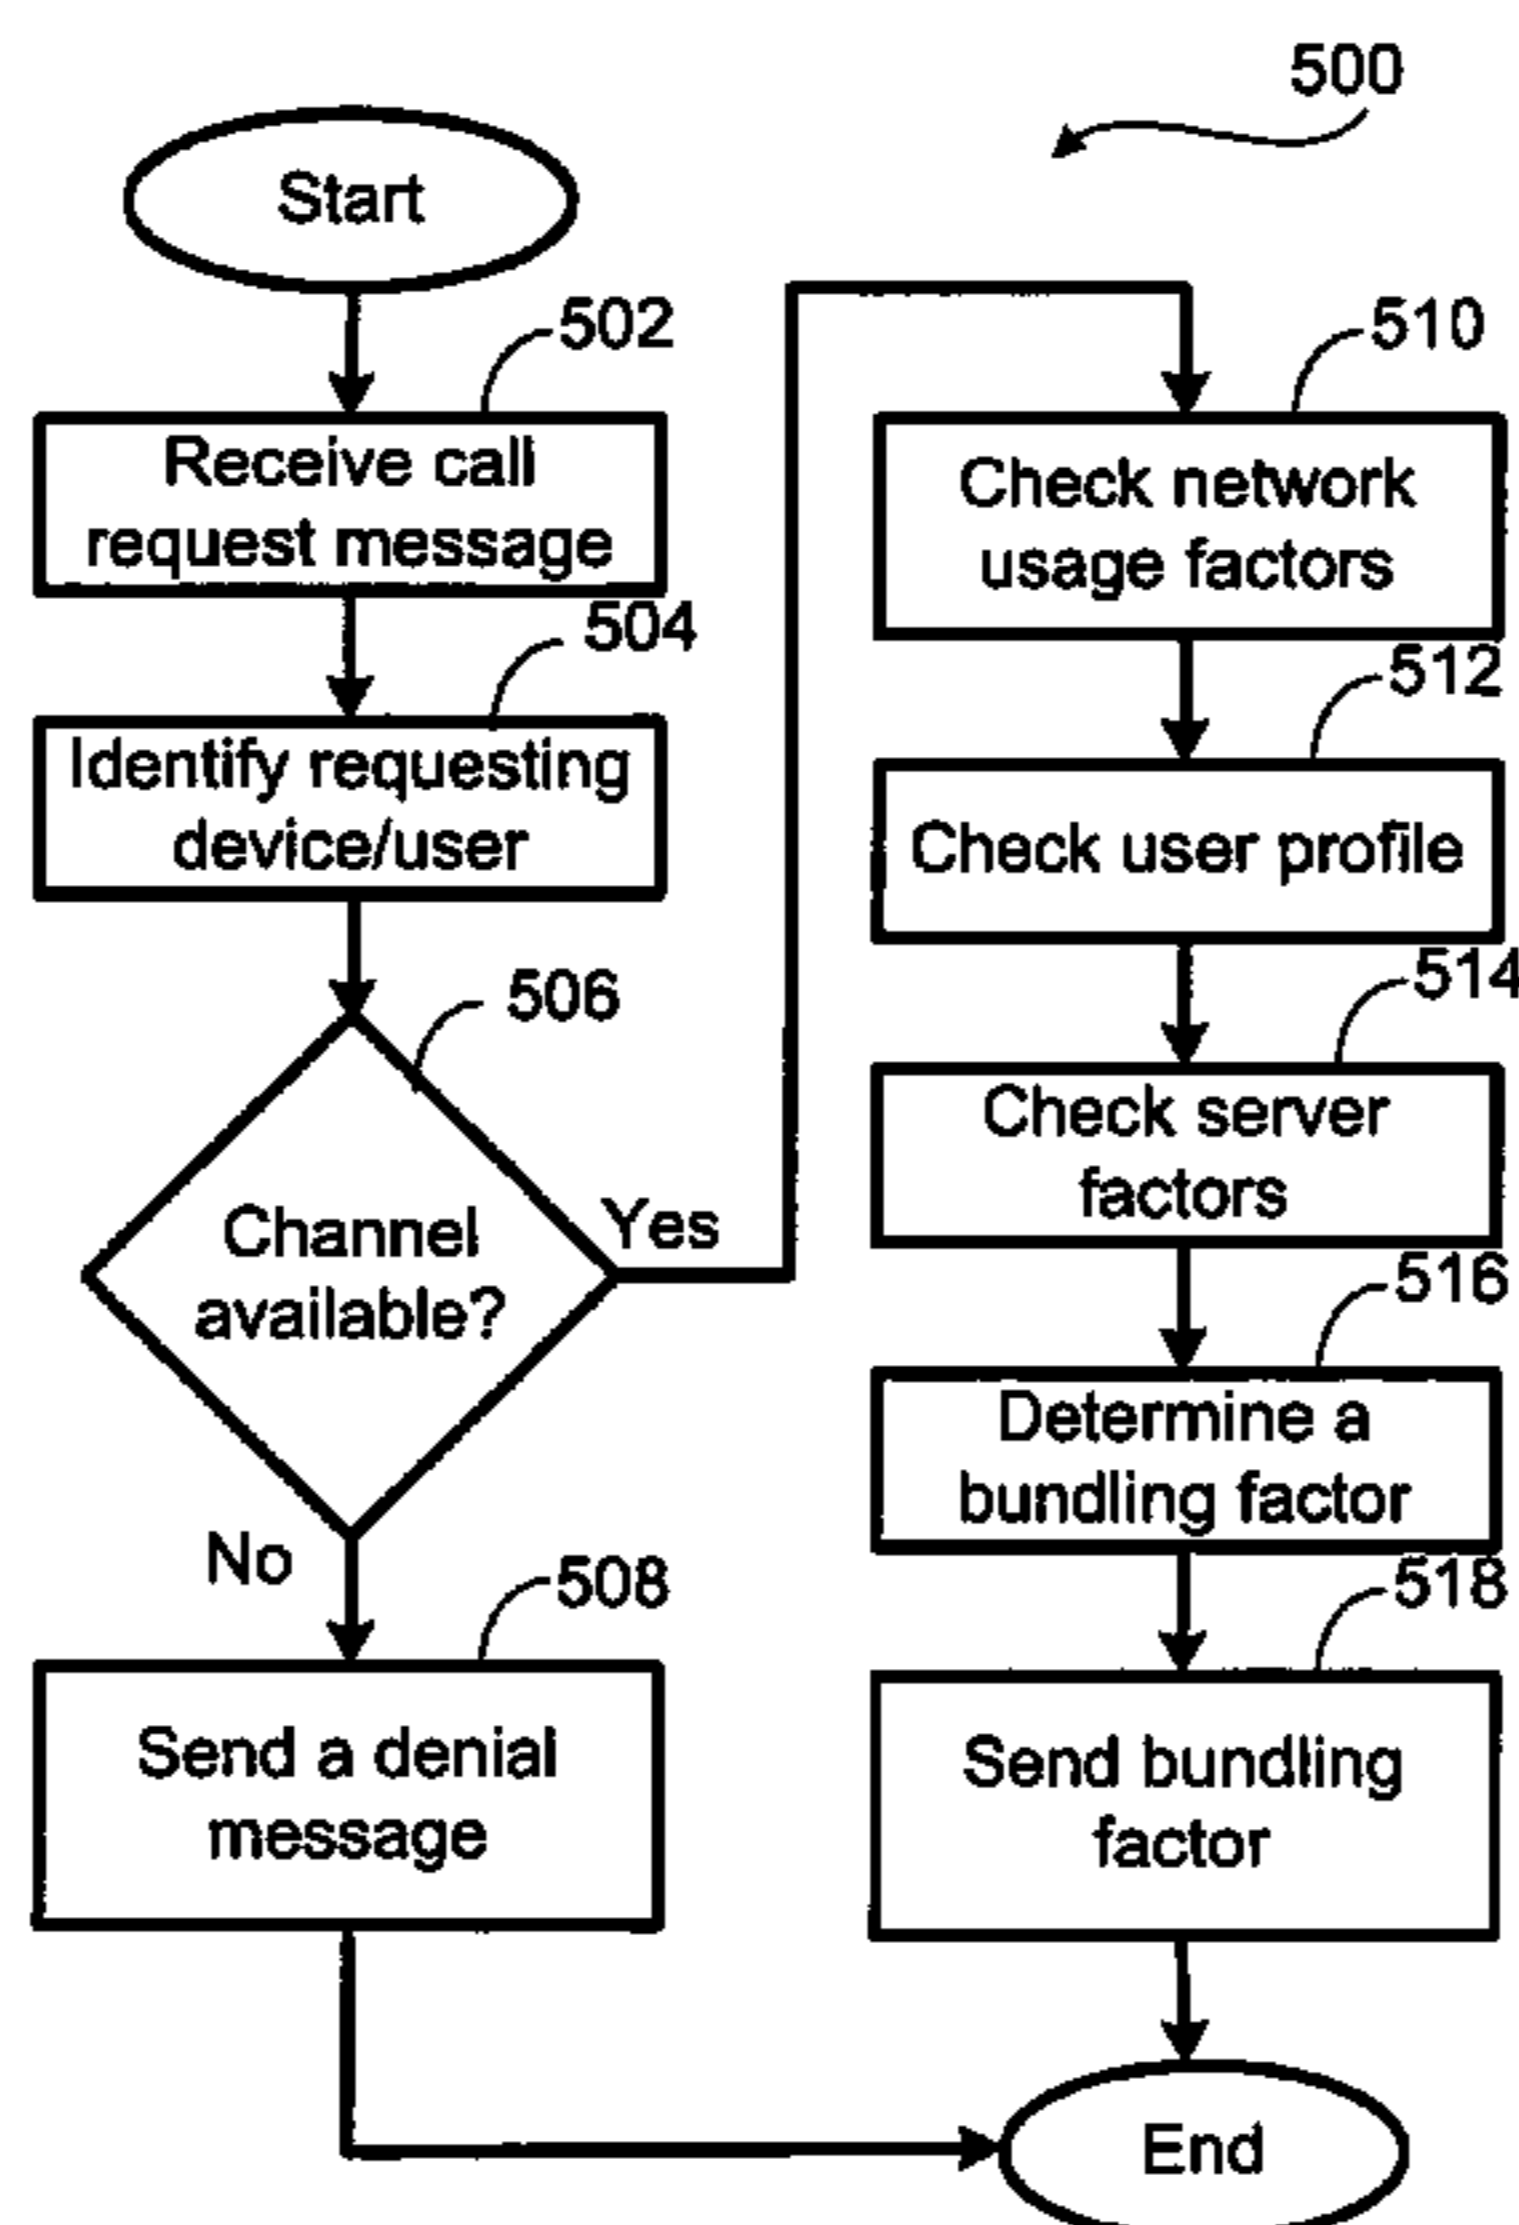 500
Start
502
Receive call
request message
504
Identify requesting
device/user
506
Channel
available?
Yes
No
508
Send a denial
message
510
Check network
usage factors
512
Check user profile
514
Check server
factors
516
Determine a
bundling factor
518
Send bundling
factor
End